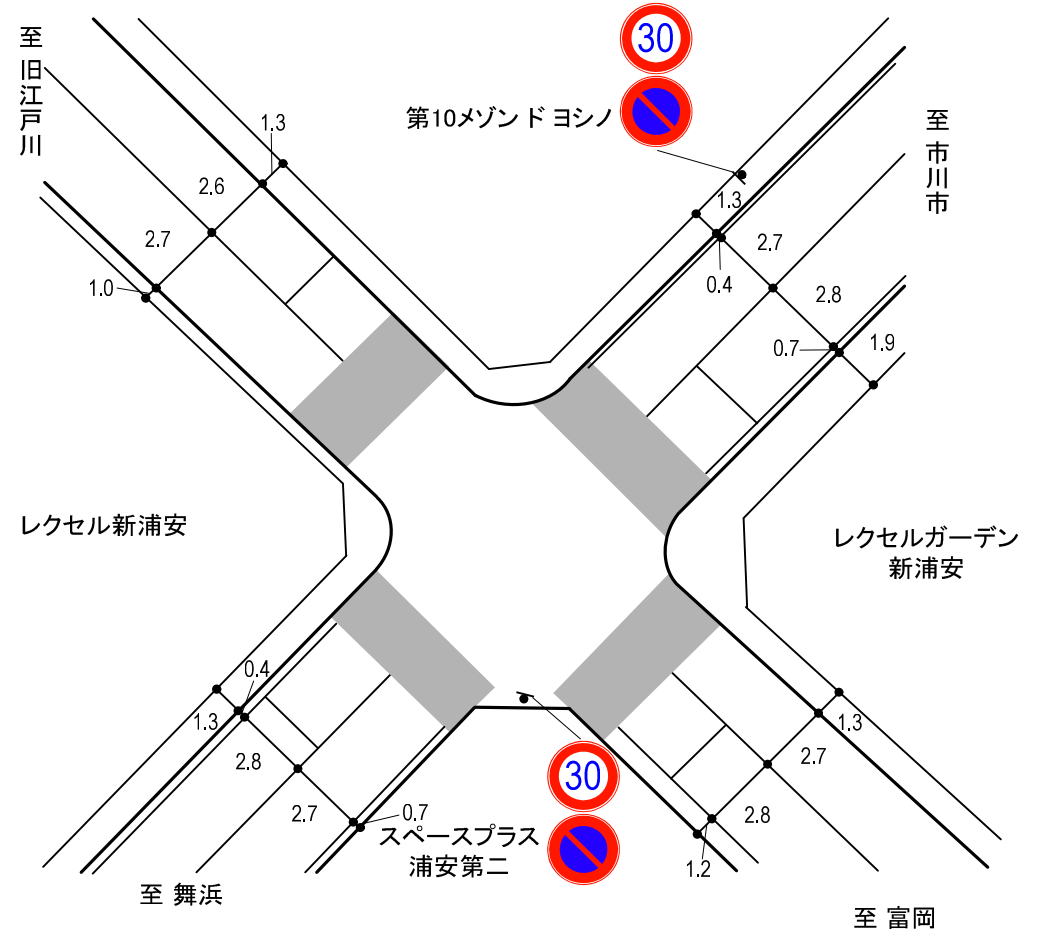 至 旧江戸川
30
第10メゾン ド ヨシノ
至 市川市
1.3
2.6
2.7
1.0
1.3
2.7
0.4
2.8
0.7
1.9
レクセル新浦安
レクセルガーデン
新浦安
0.4
1.3
2.8
2.7
0.7
30
スペースプラス
浦安第二
1.3
2.7
2.8
1.2
至 舞浜
至 富岡